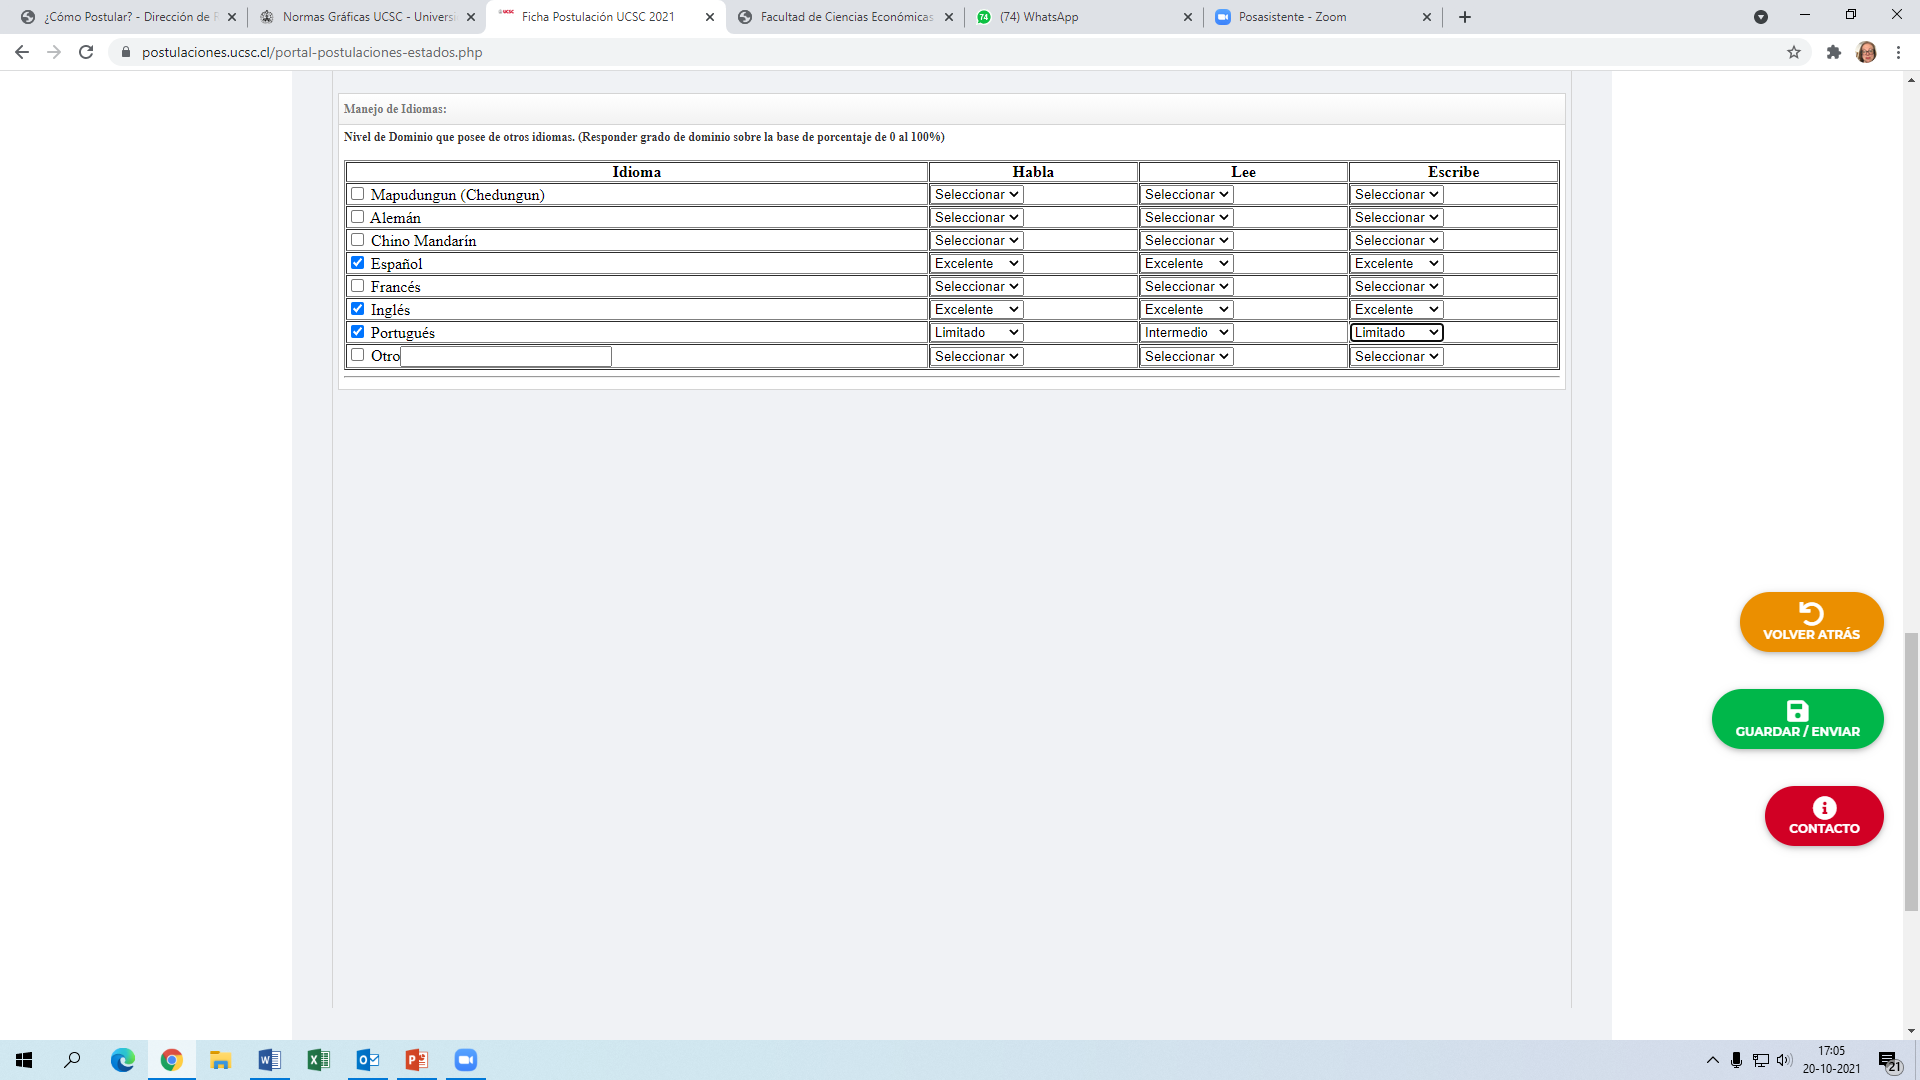 ¿Cómo Postular? - Dirección de P
Normas Gráficas UCSC - Universi
UCSC Ficha Postulación UCSC 2021
Facultad de Ciencias Económicas
74 (74) WhatsApp
Posasistente - Zoom
postulaciones.ucsc.cl/portal-postulaciones-estados.php
Manejo de Idiomas:
Nivel de Dominio que posee de otros idiomas. (Responder grado de dominio sobre la base de porcentaje de 0 al 100%)
Idioma Habla Lee Escribe
Mapudungun (Chedungun) Seleccionar Seleccionar Seleccionar
Alemán Seleccionar Seleccionar Seleccionar
Chino Mandarín Seleccionar Seleccionar Seleccionar
Español Excelente Excelente Excelente
Francés Seleccionar Seleccionar Seleccionar
Inglés Excelente Excelente Excelente
Portugués Limitado Intermedio Limitado
Otro Seleccionar Seleccionar Seleccionar
VOLVER ATRÁS
GUARDAR / ENVIAR
CONTACTO
17:05
20-10-2021
21